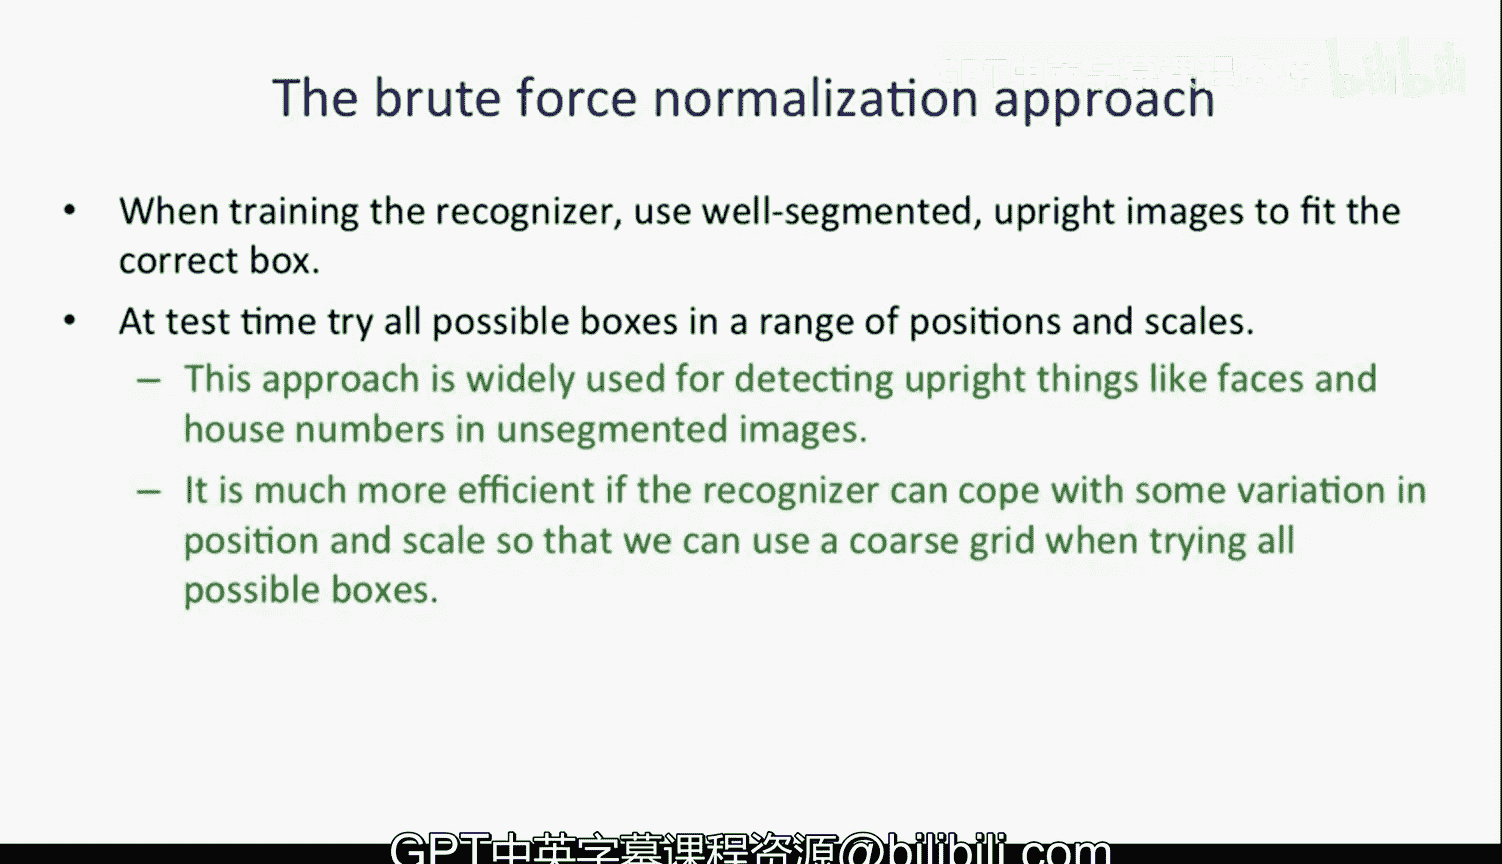 The brute force normalization approach
• When training the recognizer, use well-segmented, upright images to fit the
correct box.
• At test time try all possible boxes in a range of positions and scales.
– This approach is widely used for detecting upright things like faces and
house numbers in unsegmented images.
– It is much more efficient if the recognizer can cope with some variation in
position and scale so that we can use a coarse grid when trying all
possible boxes.
GPT中英字幕课程资源@bilibili.com